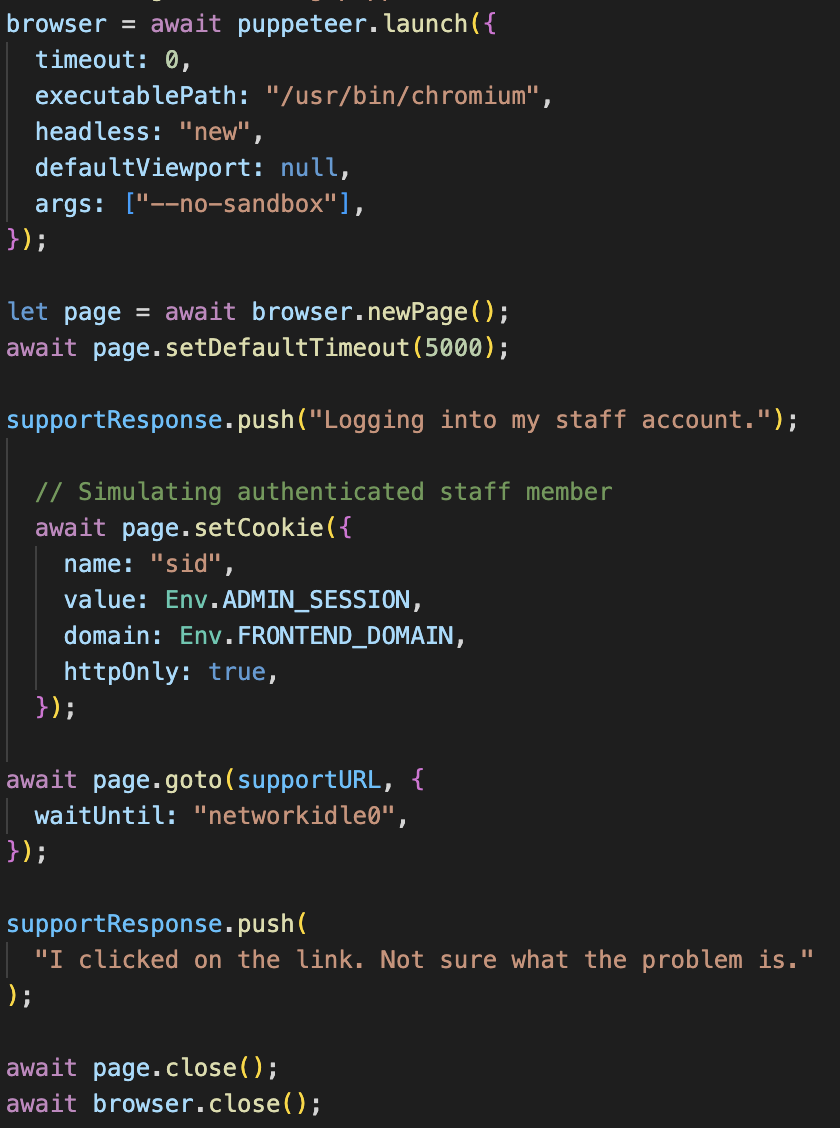 browser = await puppeteer.launch({
  timeout: 0,
  executablePath: "/usr/bin/chromium",
  headless: "new",
  defaultViewport: null,
  args: ["--no-sandbox"],
});

let page = await browser.newPage();
await page.setDefaultTimeout(5000);

supportResponse.push("Logging into my staff account.");

  // Simulating authenticated staff member
  await page.setCookie({
    name: "sid",
    value: Env.ADMIN_SESSION,
    domain: Env.FRONTEND_DOMAIN,
    httpOnly: true,
  });

await page.goto(supportURL, {
  waitUntil: "networkidle0",
});

supportResponse.push(
  "I clicked on the link. Not sure what the problem is."
);

await page.close();
await browser.close();